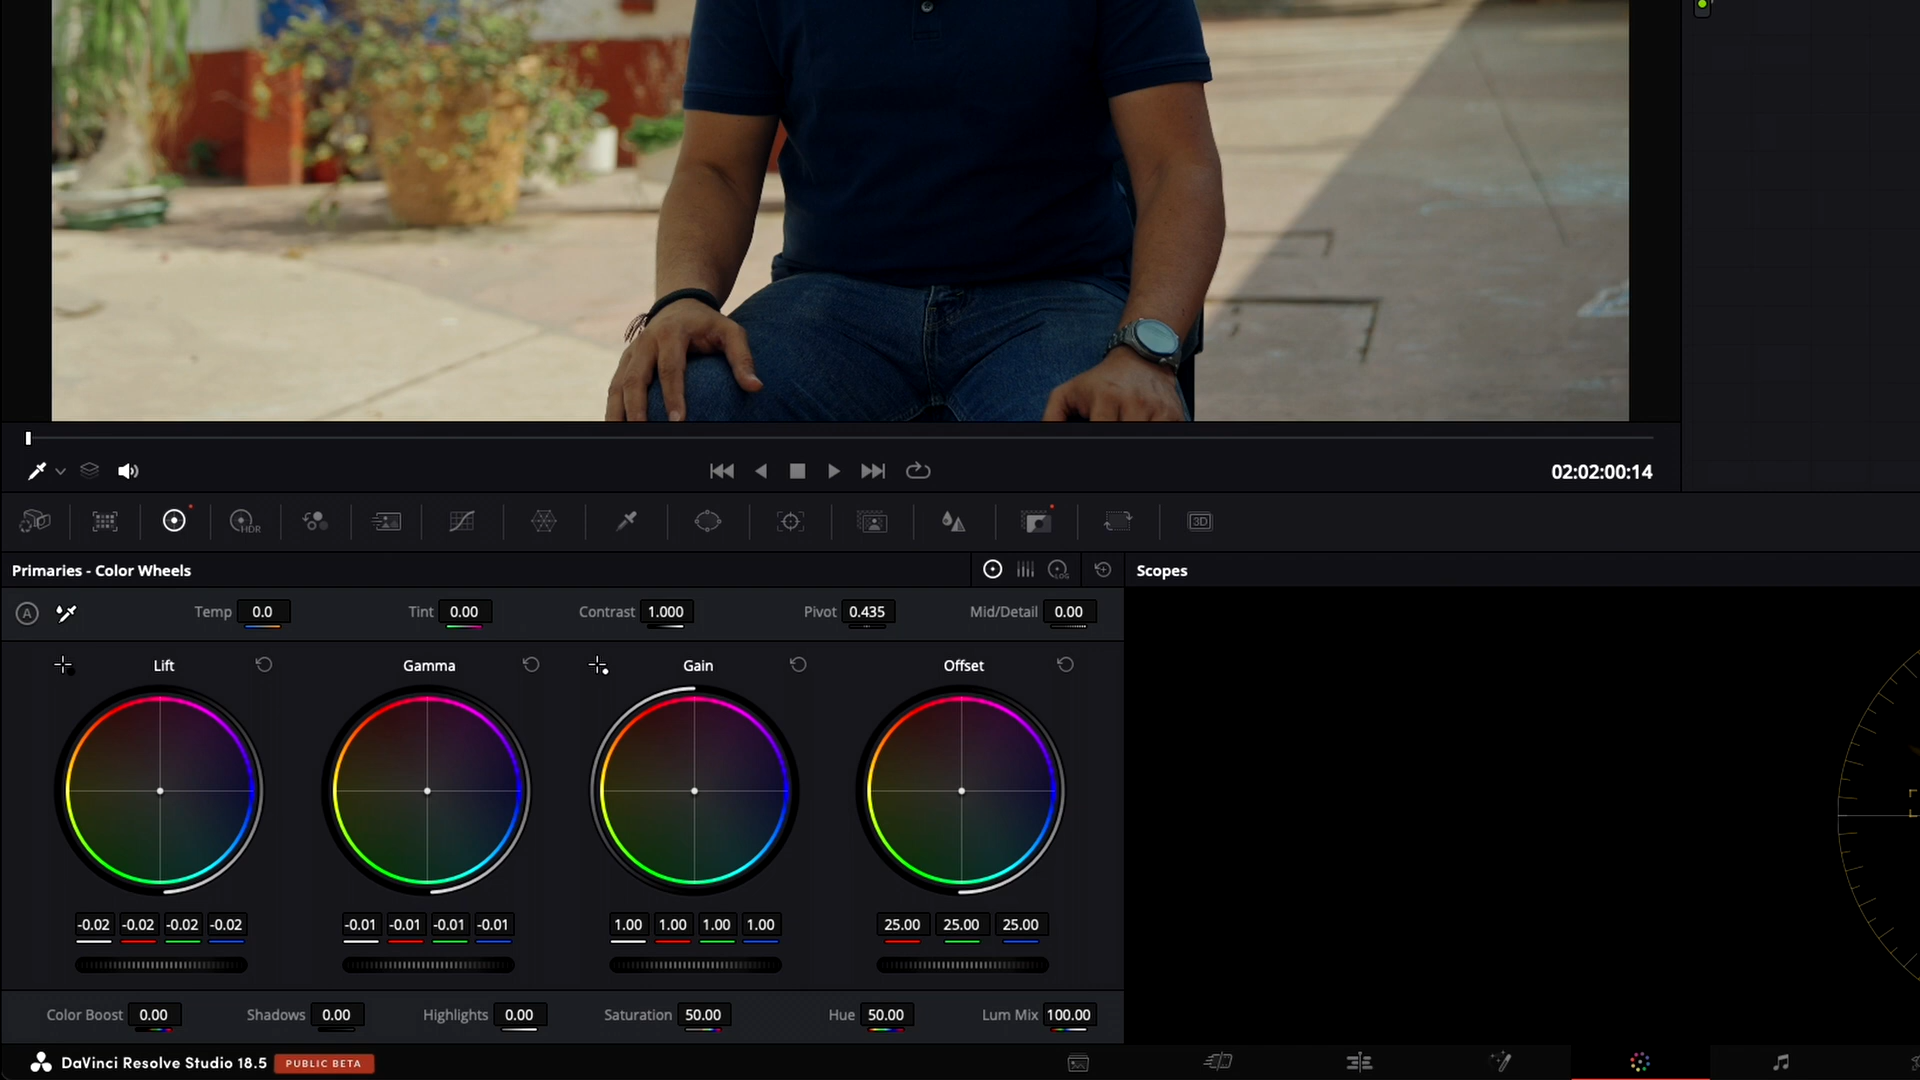 02:02:00:14
HDR
3D
Primaries - Color Wheels
LOG
Scopes
A
Temp 0.0 Tint 0.00 Contrast 1.000 Pivot 0.435 Mid/Detail 0.00
Lift Gamma Gain Offset
-0.02 -0.02 -0.02 -0.02 -0.01 -0.01 -0.01 -0.01 1.00 1.00 1.00 1.00 25.00 25.00 25.00
Color Boost 0.00 Shadows 0.00 Highlights 0.00 Saturation 50.00 Hue 50.00 Lum Mix 100.00
DaVinci Resolve Studio 18.5 PUBLIC BETA